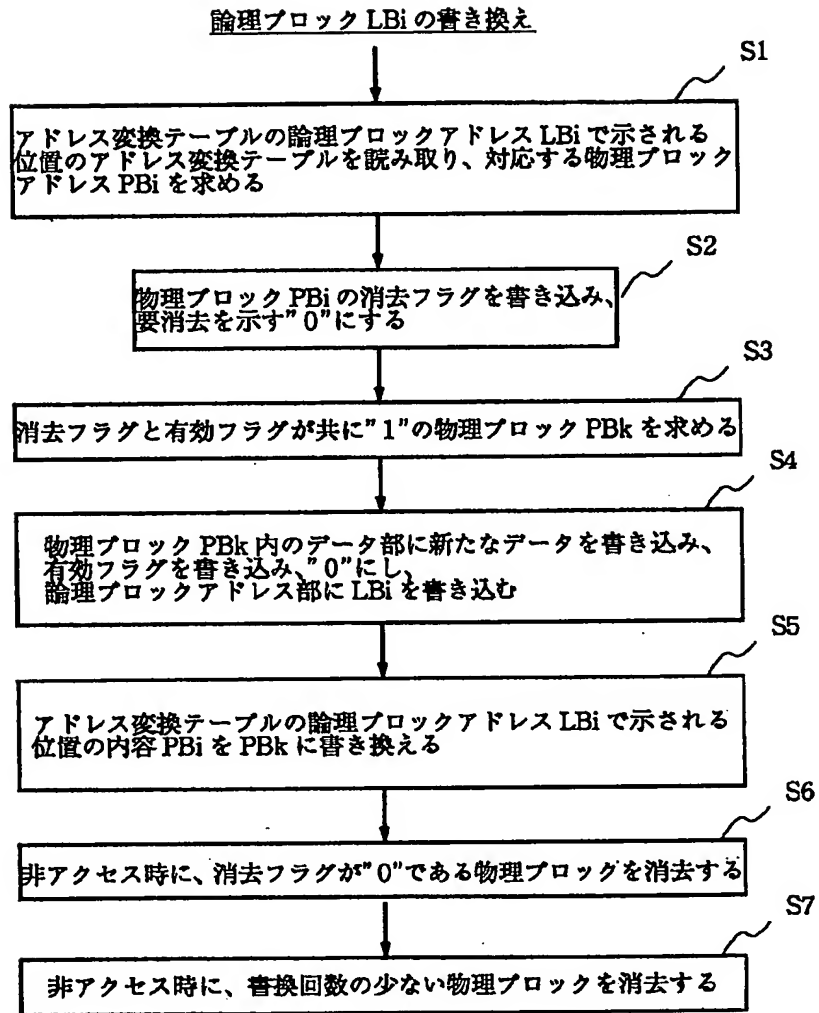 論理ブロック LBi の書き換え
S1
アドレス変換テーブルの論理ブロックアドレス LBi で示される
位置のアドレス変換テーブルを読み取り、対応する物理ブロック
アドレス PBi を求める
S2
物理ブロック PBi の消去フラグを書き込み、
要消去を示す"0"にする
S3
消去フラグと有効フラグが共に"1"の物理ブロック PBk を求める
S4
物理ブロック PBk 内のデータ部に新たなデータを書き込み、
有効フラグを書き込み、"0"にし、
論理ブロックアドレス部に LBi を書き込む
S5
アドレス変換テーブルの論理ブロックアドレス LBi で示される
位置の内容 PBi を PBk に書き換える
S6
非アクセス時に、消去フラグが"0"である物理ブロックを消去する
S7
非アクセス時に、書換回数の少ない物理ブロックを消去する